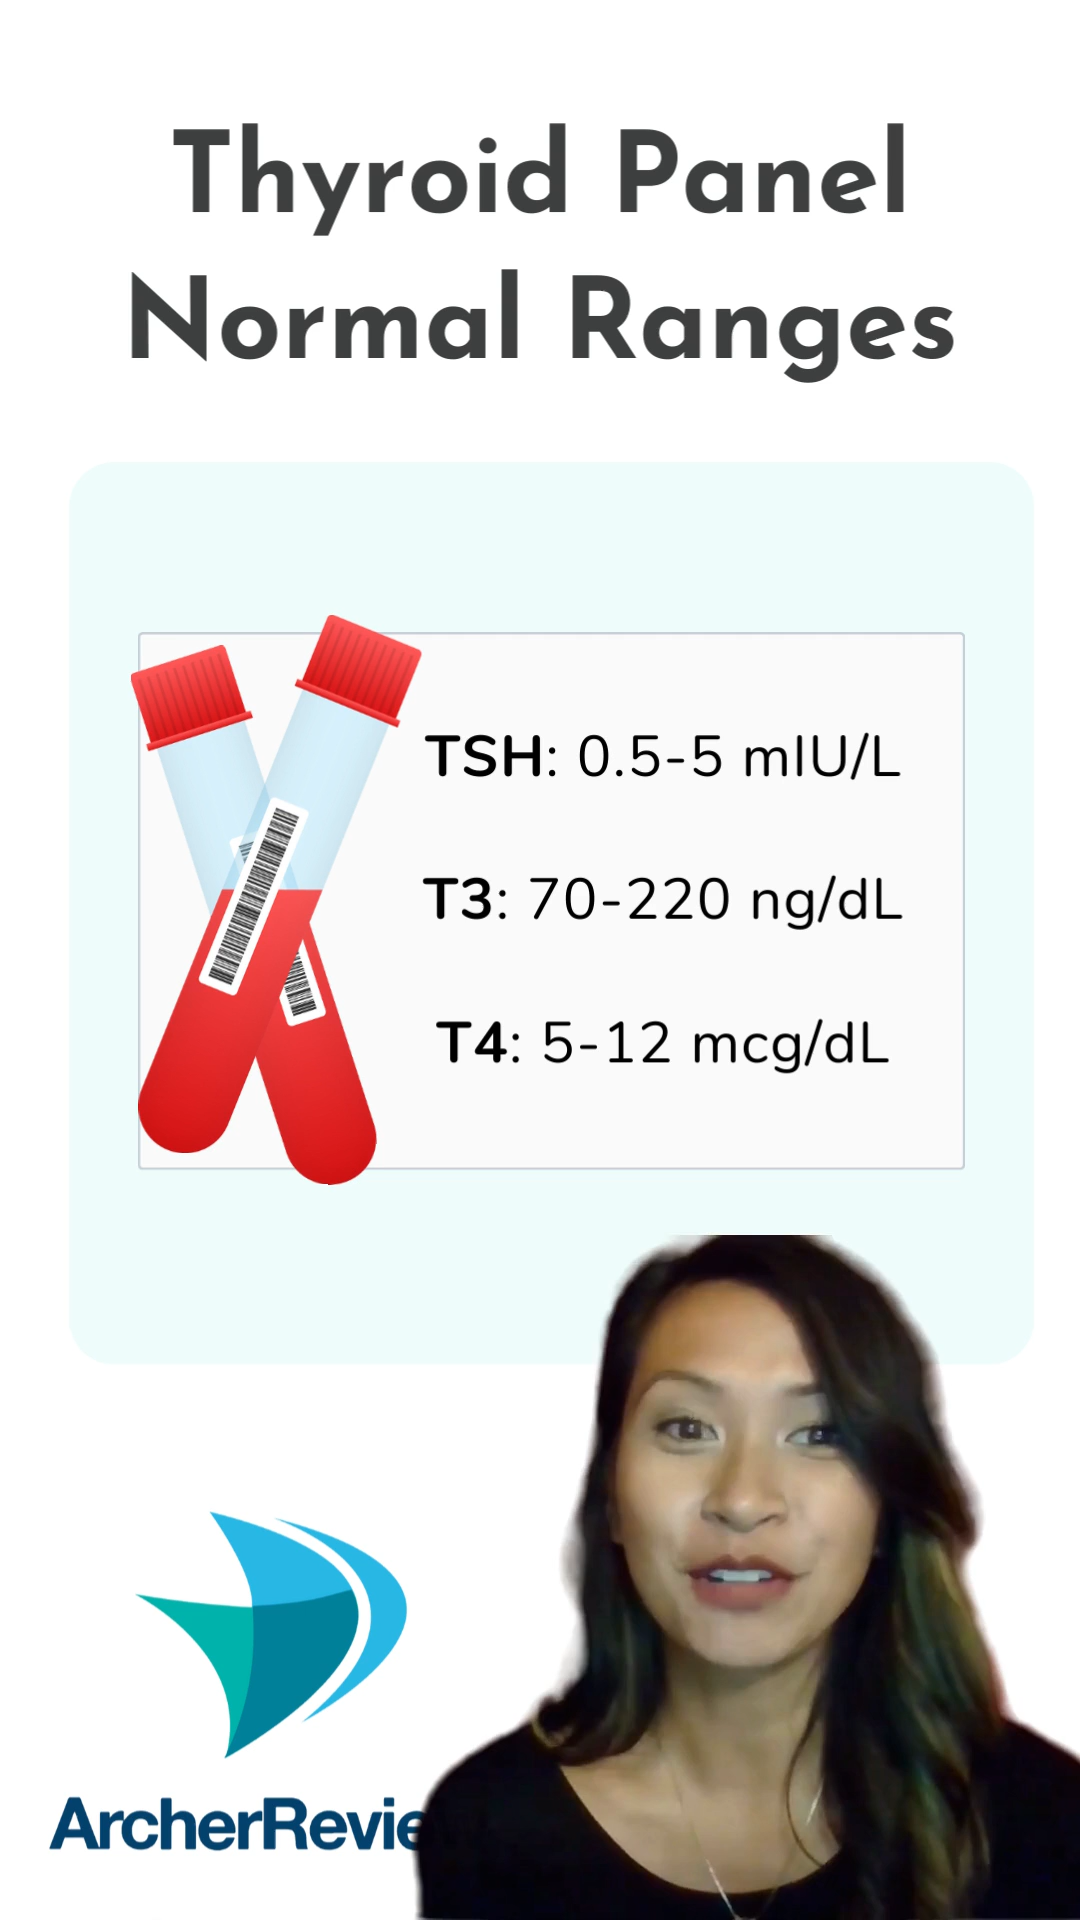 Thyroid Panel
Normal Ranges
TSH: 0.5-5 mIU/L
T3: 70-220 ng/dL
T4: 5-12 mcg/dL
ArcherRevie